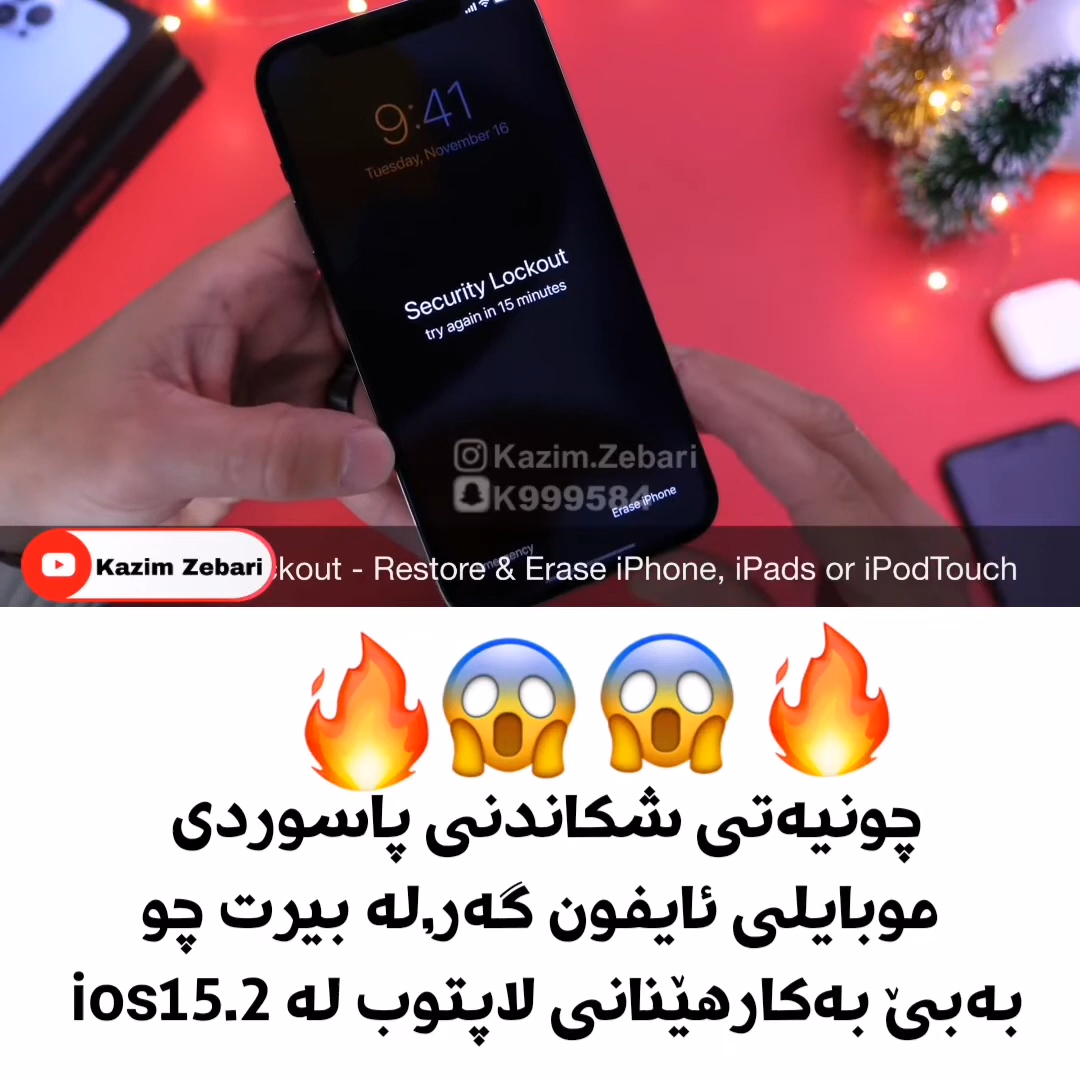 9:41
Tuesday, November 16
Security Lockout
try again in 15 minutes
Kazim.Zebari
K999584
Erase iPhone
Kazim Zebari
ckout - Restore & Erase iPhone, iPads or iPodTouch
چونیەتی شکاندنی پاسوردی
موبایلی ئایفون گەر,لە بیرت چو
بەبێ بەکارهێنانی لاپتوب لە ios15.2